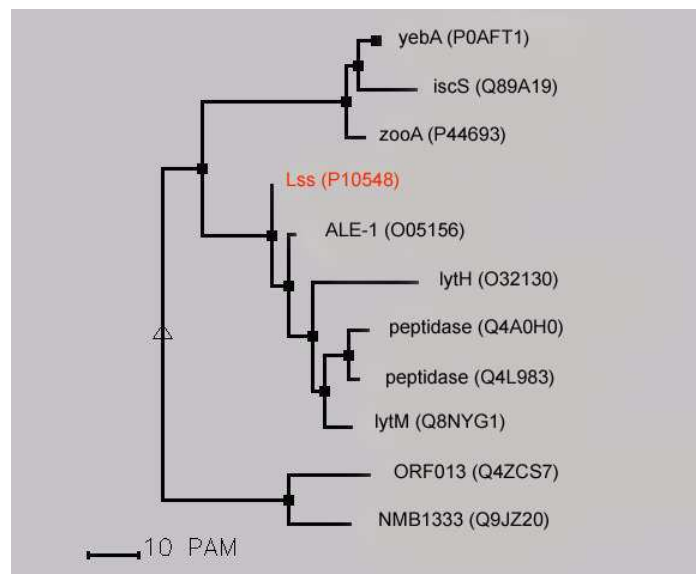 yebA (P0AFT1)
iscS (Q89A19)
zooA (P44693)
Lss (P10548)
ALE-1 (O05156)
lytH (O32130)
peptidase (Q4A0H0)
peptidase (Q4L983)
lytM (Q8NYG1)
ORF013 (Q4ZCS7)
NMB1333 (Q9JZ20)
10 PAM